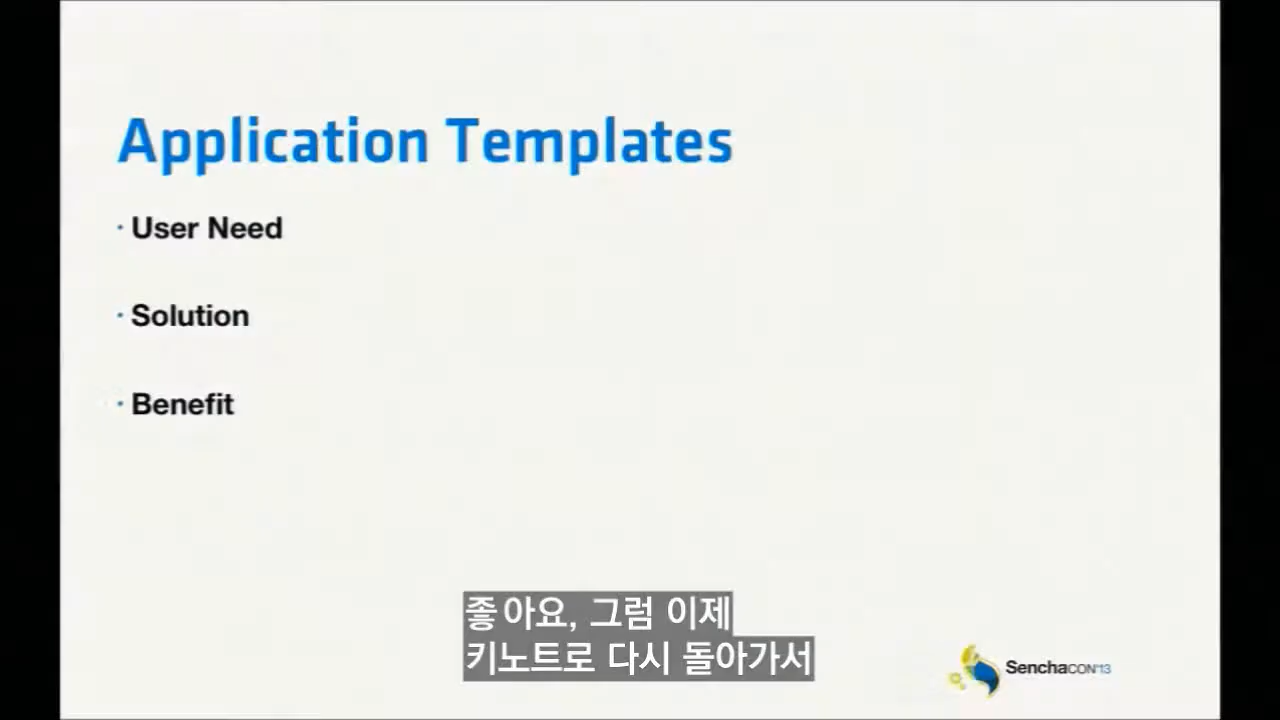 Application Templates
· User Need
· Solution
· Benefit
좋아요, 그럼 이제
키노트로 다시 돌아가서
SenchaCON'13